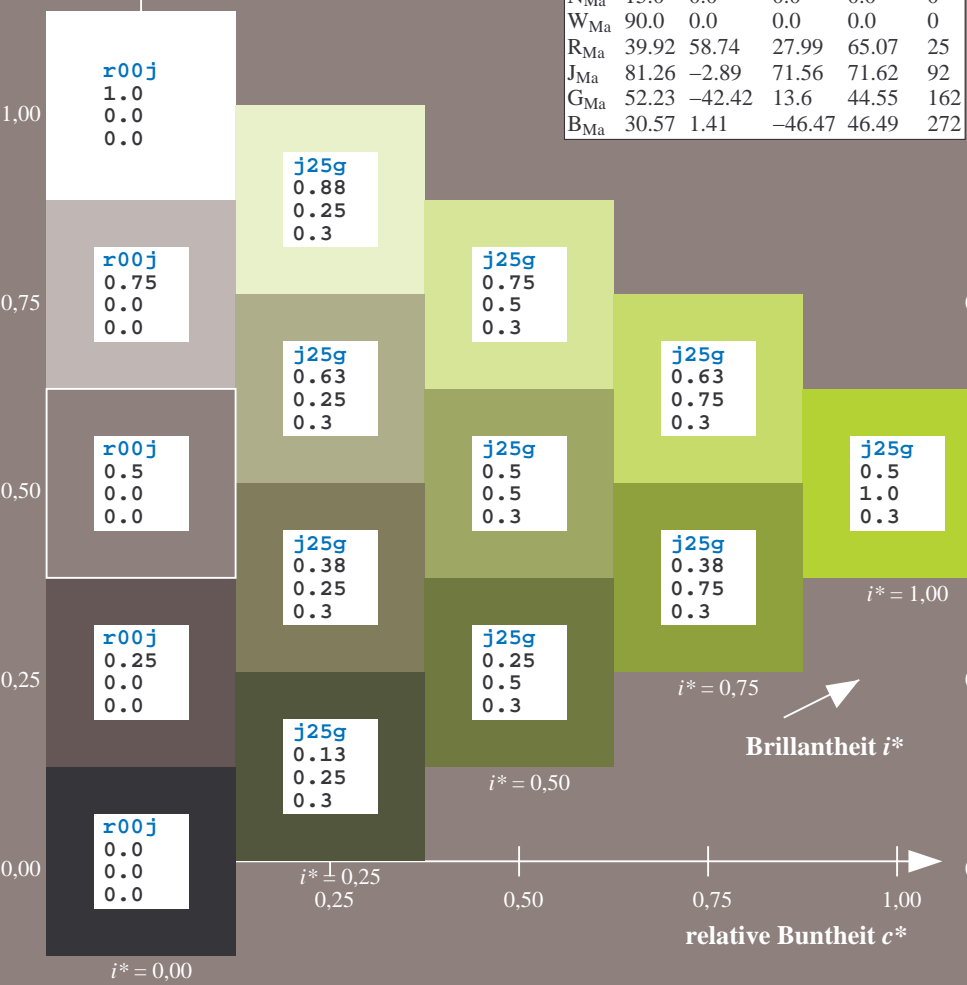 W_Ma 90.0 0.0 0.0 0.0 0
R_Ma 39.92 58.74 27.99 65.07 25
J_Ma 81.26 −2.89 71.56 71.62 92
G_Ma 52.23 −42.42 13.6 44.55 162
B_Ma 30.57 1.41 −46.47 46.49 272
r00j
1.0
0.0
0.0
1,00
j25g
0.88
0.25
0.3
r00j
0.75
0.0
0.0
j25g
0.75
0.5
0.3
0,75
j25g
0.63
0.25
0.3
j25g
0.63
0.75
0.3
r00j
0.5
0.0
0.0
j25g
0.5
0.5
0.3
j25g
0.5
1.0
0.3
0,50
j25g
0.38
0.25
0.3
j25g
0.38
0.75
0.3
i* = 1,00
r00j
0.25
0.0
0.0
j25g
0.25
0.5
0.3
0,25
i* = 0,75
j25g
0.13
0.25
0.3
Brillantheit i*
i* = 0,50
r00j
0.0
0.0
0.0
0,00
i* = 0,25
0,25
0,50
0,75
1,00
relative Buntheit c*
i* = 0,00